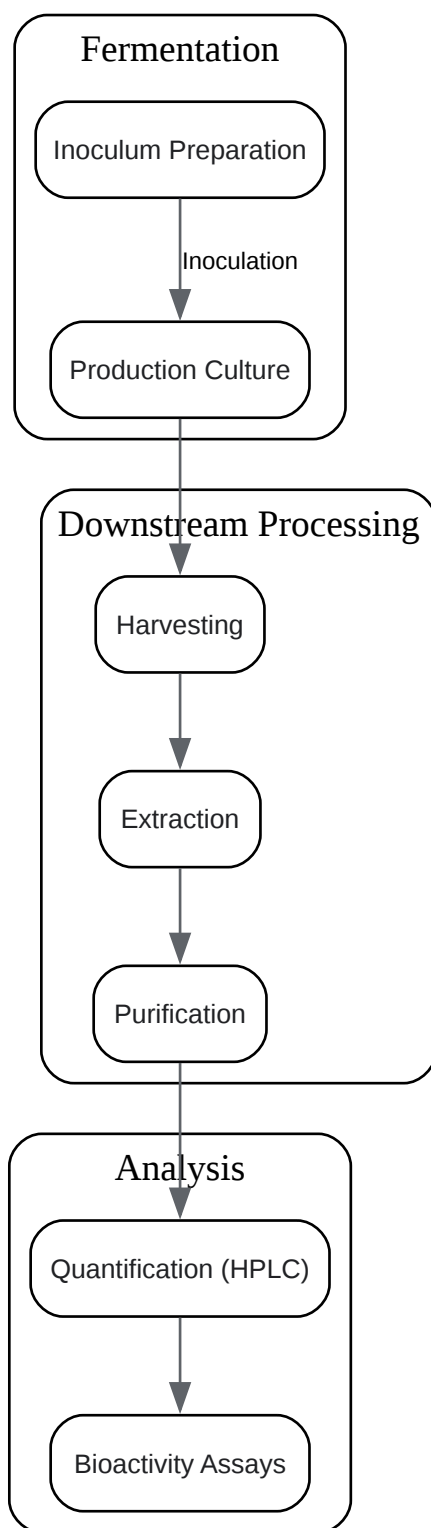 Fermentation
Inoculum Preparation
Inoculation
Production Culture
Downstream Processing
Harvesting
Extraction
Purification
Analysis
Quantification (HPLC)
Bioactivity Assays